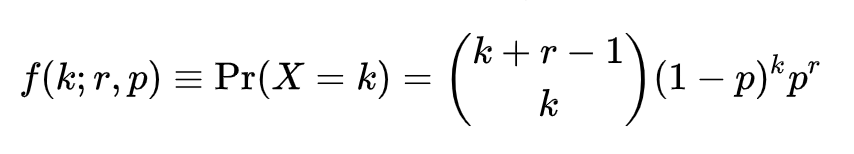 f(k; r, p) ≡ Pr(X = k) = \binom{k + r − 1}{k} (1 − p)^k p^r